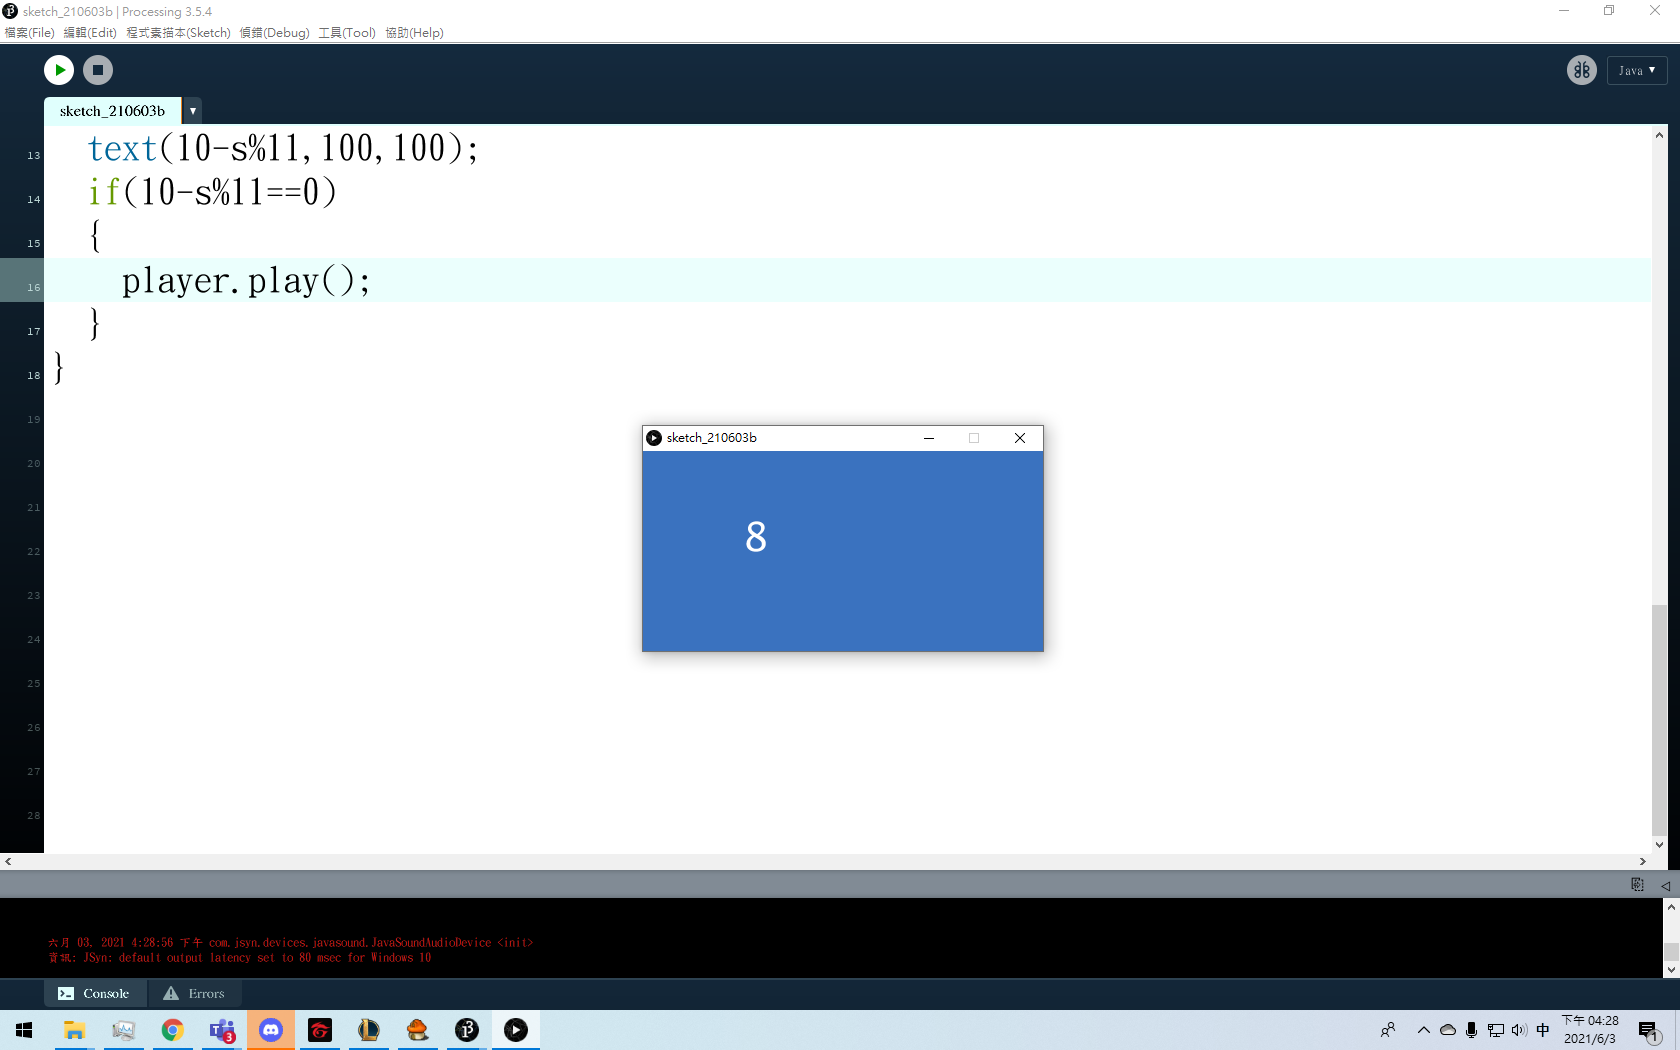 sketch_210603b | Processing 3.5.4
檔案(File) 編輯(Edit) 程式素描本(Sketch) 偵錯(Debug) 工具(Tool) 協助(Help)
Java ▼
sketch_210603b ▼
13 text(10-s%11,100,100);
14 if(10-s%11==0)
15 {
16 player.play();
17 }
18 }
19
20
21
22
23
24
25
26
27
28
sketch_210603b
8
六月 03, 2021 4:28:56 下午 com.jsyn.devices.javasound.JavaSoundAudioDevice <init>
資訊: JSyn: default output latency set to 80 msec for Windows 10
Console Errors
3
中
下午 04:28
2021/6/3
1